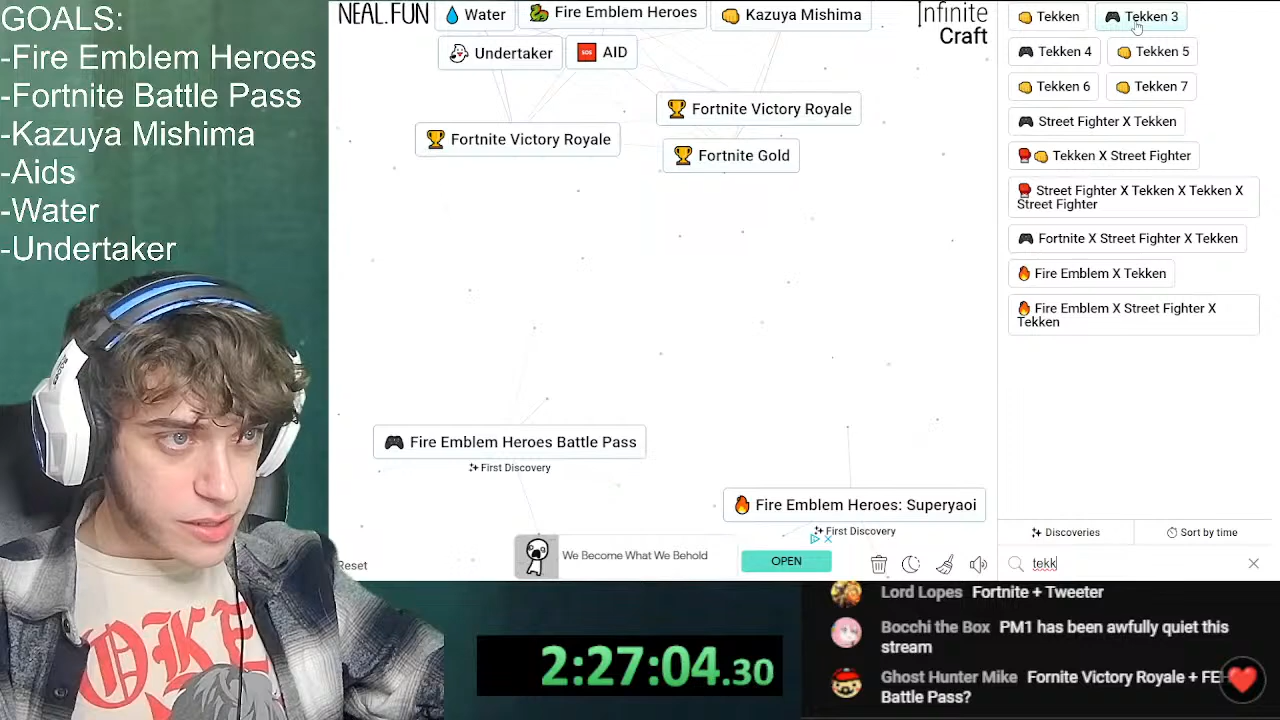 GOALS:
-Fire Emblem Heroes
-Fortnite Battle Pass
-Kazuya Mishima
-Aids
-Water
-Undertaker
NEAL.FUN
Water
Fire Emblem Heroes
Kazuya Mishima
Infinite
Craft
Undertaker
SOS
AID
Fortnite Victory Royale
Fortnite Victory Royale
Fortnite Gold
Fire Emblem Heroes Battle Pass
First Discovery
Fire Emblem Heroes: Superyaoi
First Discovery
We Become What We Behold
OPEN
Reset
Tekken
Tekken 3
Tekken 4
Tekken 5
Tekken 6
Tekken 7
Street Fighter X Tekken
Tekken X Street Fighter
Street Fighter X Tekken X Tekken X
Street Fighter
Fortnite X Street Fighter X Tekken
Fire Emblem X Tekken
Fire Emblem X Street Fighter X
Tekken
Discoveries
Sort by time
tekk
2:27:04.30
Lord Lopes Fortnite + Tweeter
Bocchi the Box PM1 has been awfully quiet this
stream
Ghost Hunter Mike Fornite Victory Royale + FEH
Battle Pass?